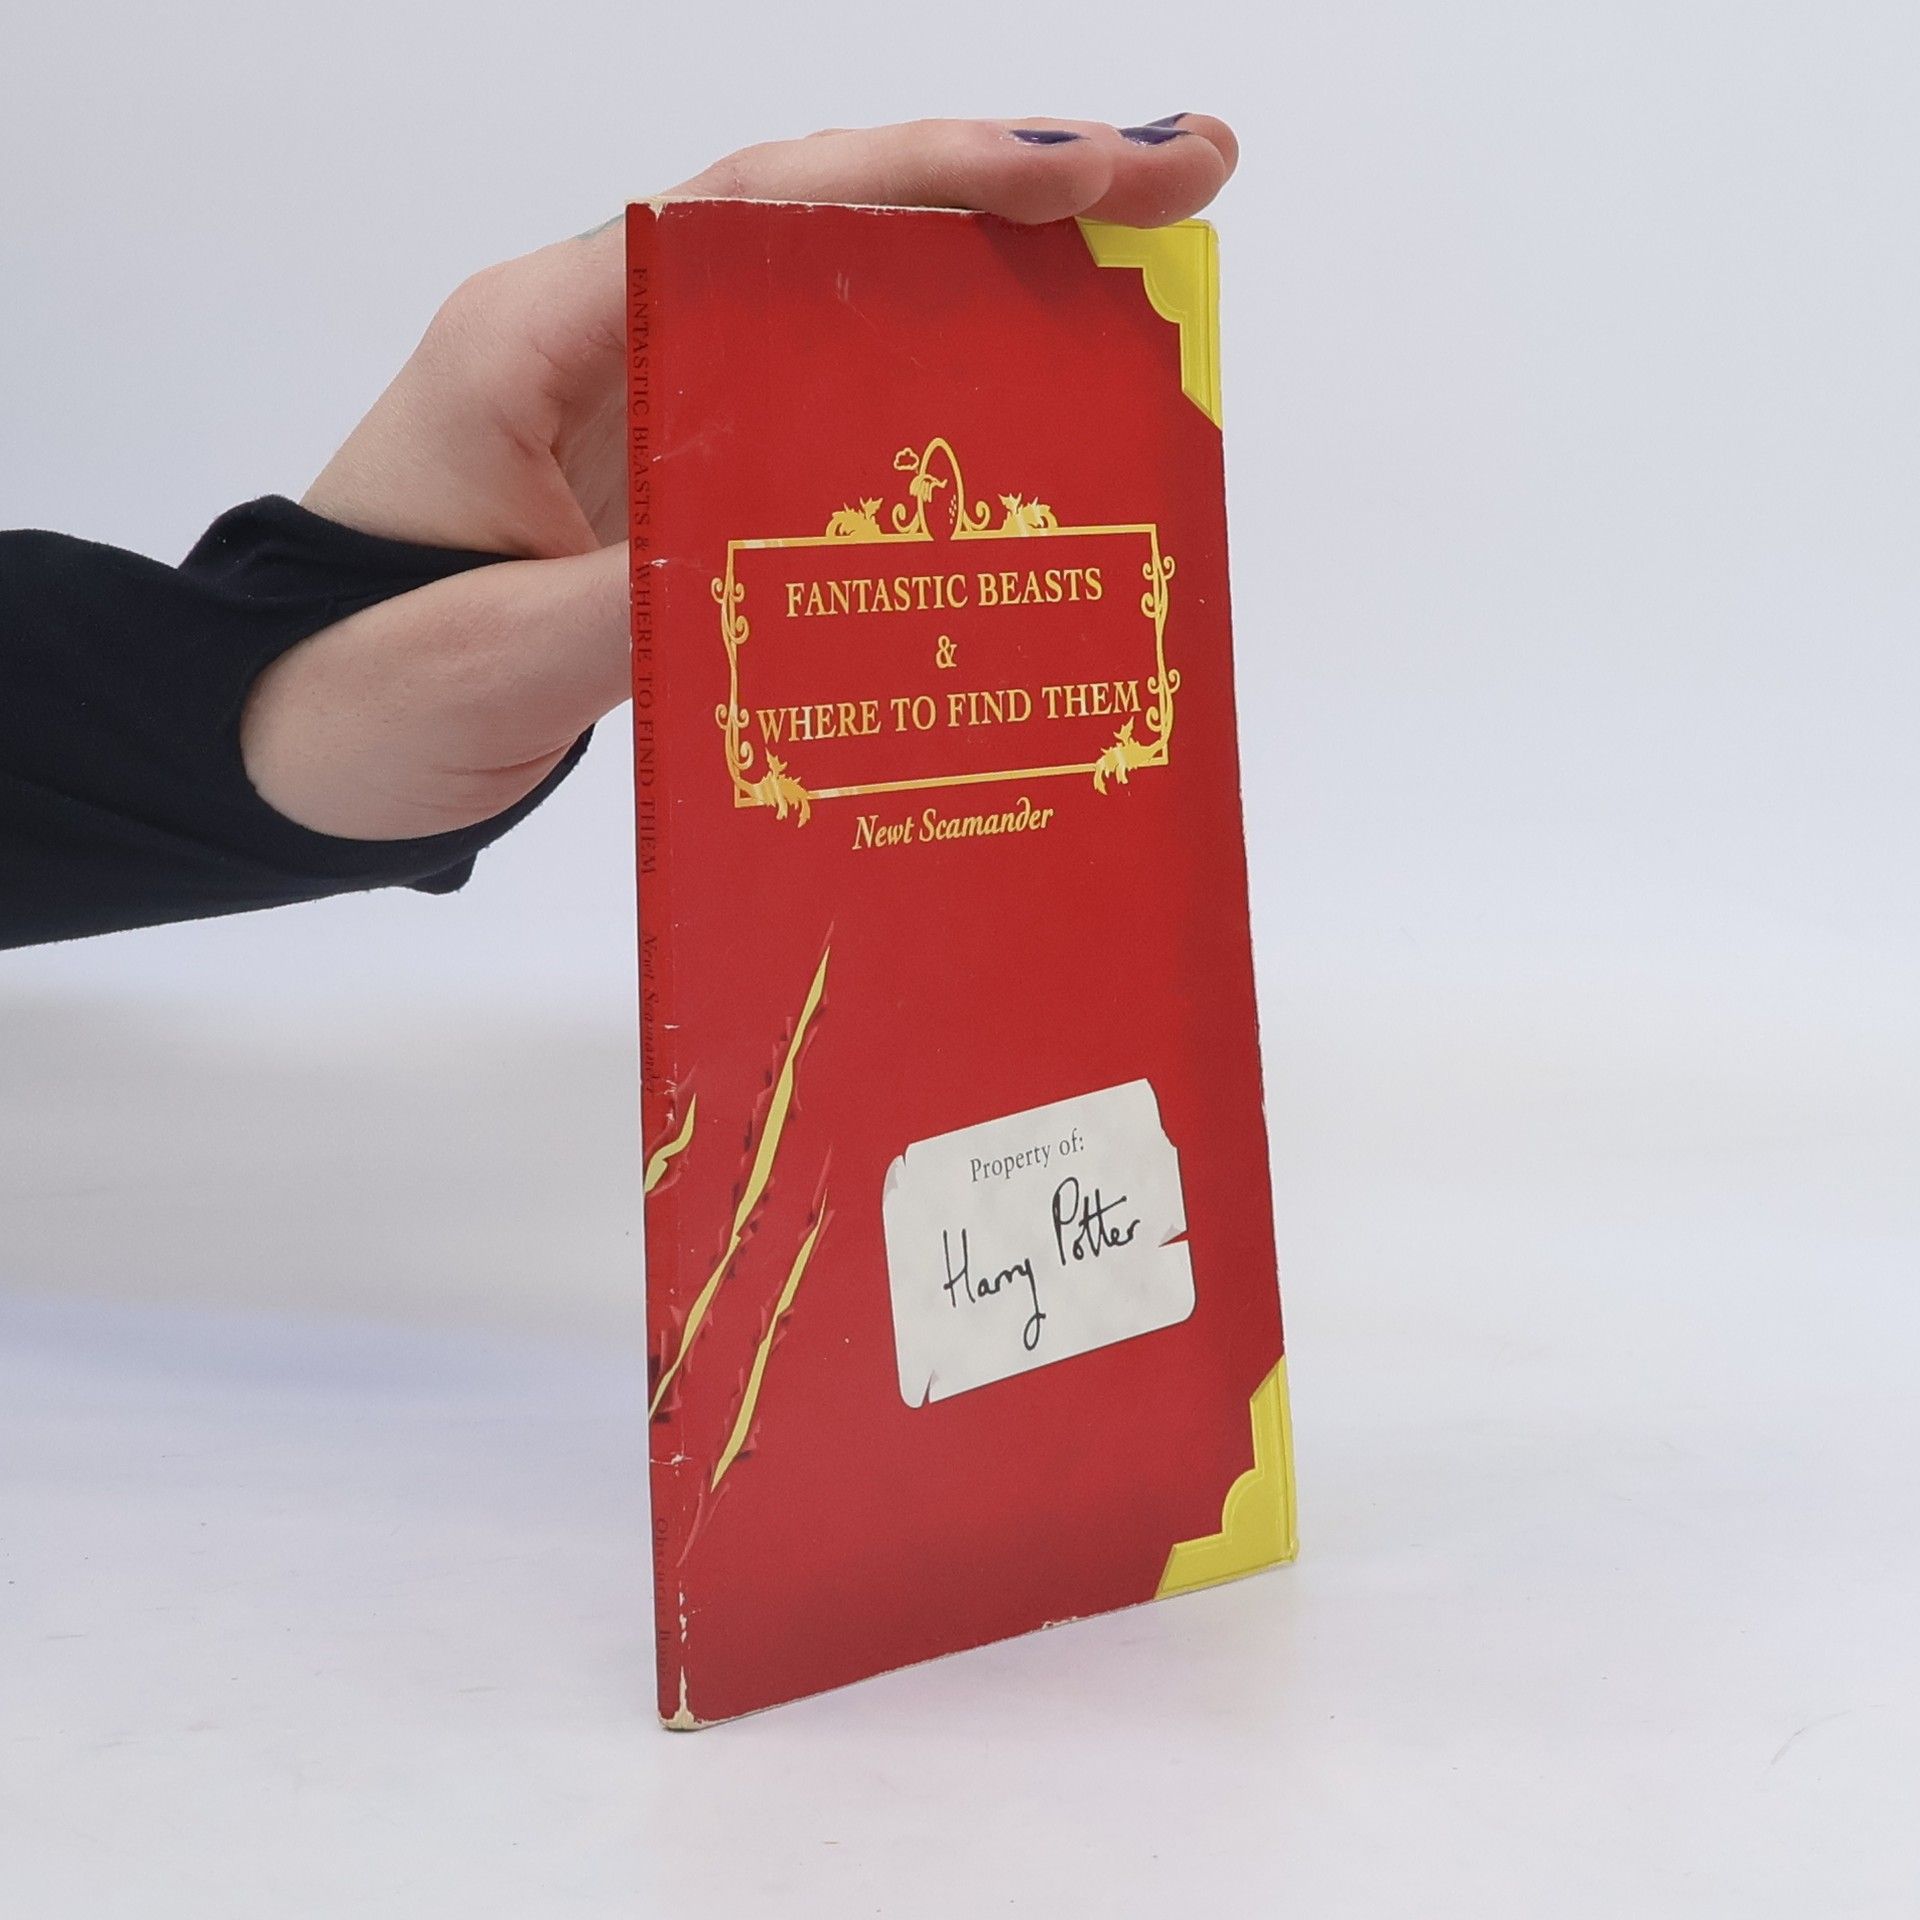 FANTASTIC BEASTS & WHERE TO FIND THEM Newt Scamander
FANTASTIC BEASTS
&
WHERE TO FIND THEM
Newt Scamander
Property of:
Harry Potter